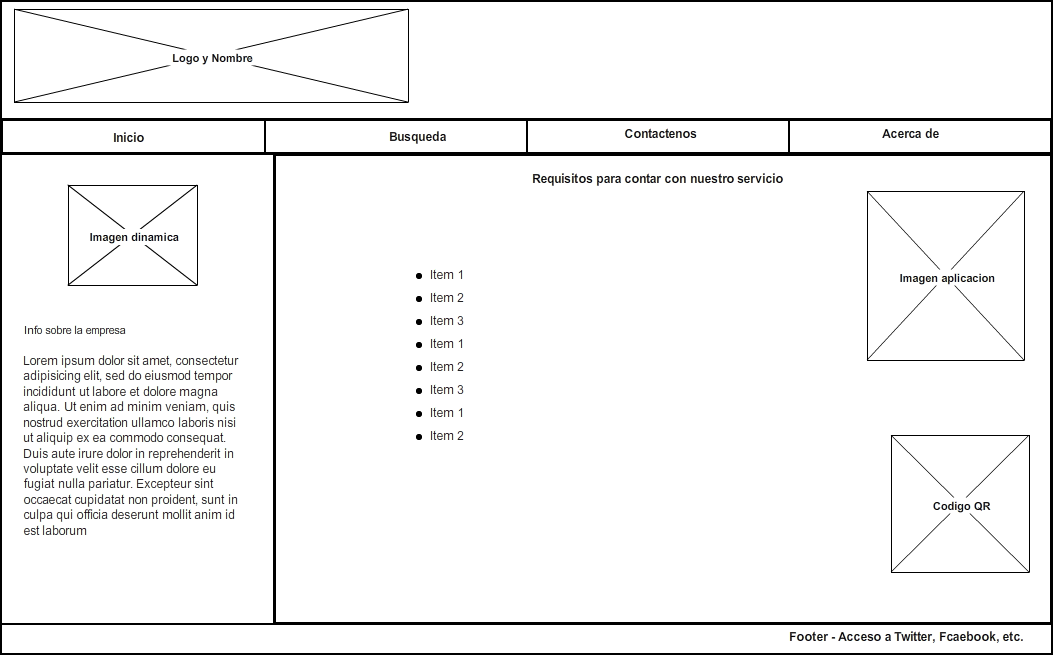 Logo y Nombre
Inicio
Busqueda
Contactenos
Acerca de
Imagen dinamica
Info sobre la empresa
Lorem ipsum dolor sit amet, consectetur
adipisicing elit, sed do eiusmod tempor
incididunt ut labore et dolore magna
aliqua. Ut enim ad minim veniam, quis
nostrud exercitation ullamco laboris nisi
ut aliquip ex ea commodo consequat.
Duis aute irure dolor in reprehenderit in
voluptate velit esse cillum dolore eu
fugiat nulla pariatur. Excepteur sint
occaecat cupidatat non proident, sunt in
culpa qui officia deserunt mollit anim id
est laborum
Requisitos para contar con nuestro servicio
Item 1
Item 2
Item 3
Item 1
Item 2
Item 3
Item 1
Item 2
Imagen aplicacion
Codigo QR
Footer - Acceso a Twitter, Fcaebook, etc.